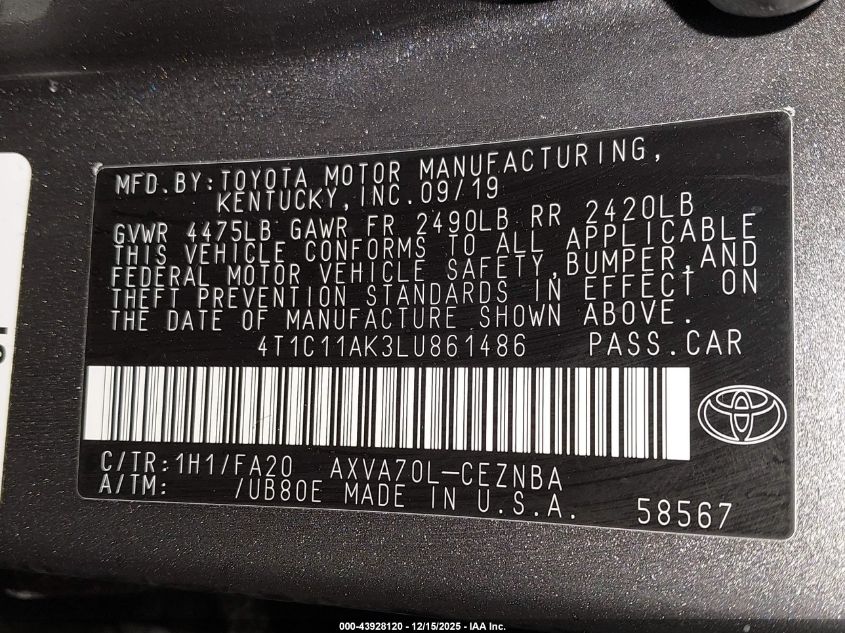 MFD.BY:TOYOTA MOTOR MANUFACTURING,
KENTUCKY,INC.09/19
GVWR 4475LB GAWR FR 2490LB RR 2420LB
THIS VEHICLE CONFORMS TO ALL APPLICABLE
FEDERAL MOTOR VEHICLE SAFETY,BUMPER,AND
THEFT PREVENTION STANDARDS IN EFFECT ON
THE DATE OF MANUFACTURE SHOWN ABOVE.
4T1C11AK3LU861486 PASS.CAR
C/TR:1H1/FA20 AXVA70L-CEZNBA
A/TM: /UB80E MADE IN U.S.A. 58567
000-43928120 - 12/15/2025 - IAA Inc.